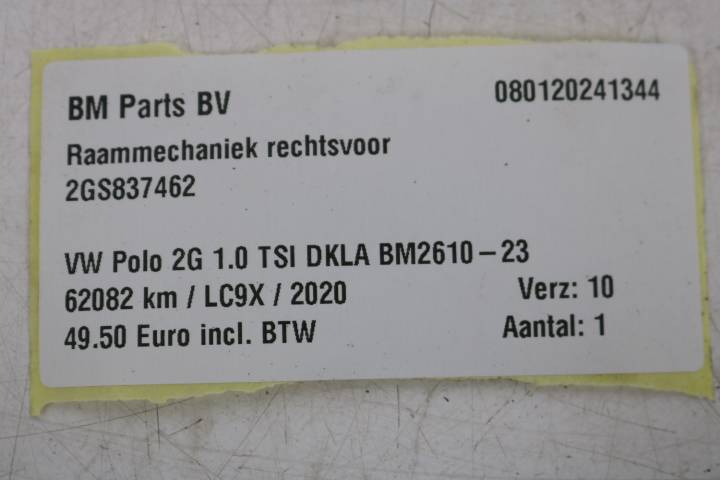 BM Parts BV 080120241344
Raammechaniek rechtsvoor
2GS837462
VW Polo 2G 1.0 TSI DKLA BM2610-23
62082 km / LC9X / 2020 Verz: 10
49.50 Euro incl. BTW Aantal: 1